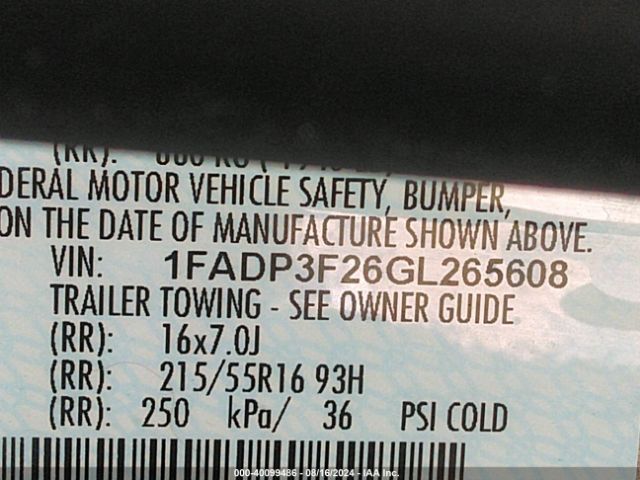 (RR):
DERAL MOTOR VEHICLE SAFETY, BUMPER,
ON THE DATE OF MANUFACTURE SHOWN ABOVE.
VIN: 1FADP3F26GL265608
TRAILER TOWING - SEE OWNER GUIDE
(RR): 16x7.0J
(RR): 215/55R16 93H
(RR): 250 kPa/ 36 PSI COLD
000-40099486 - 08/16/2024 - IAA Inc.